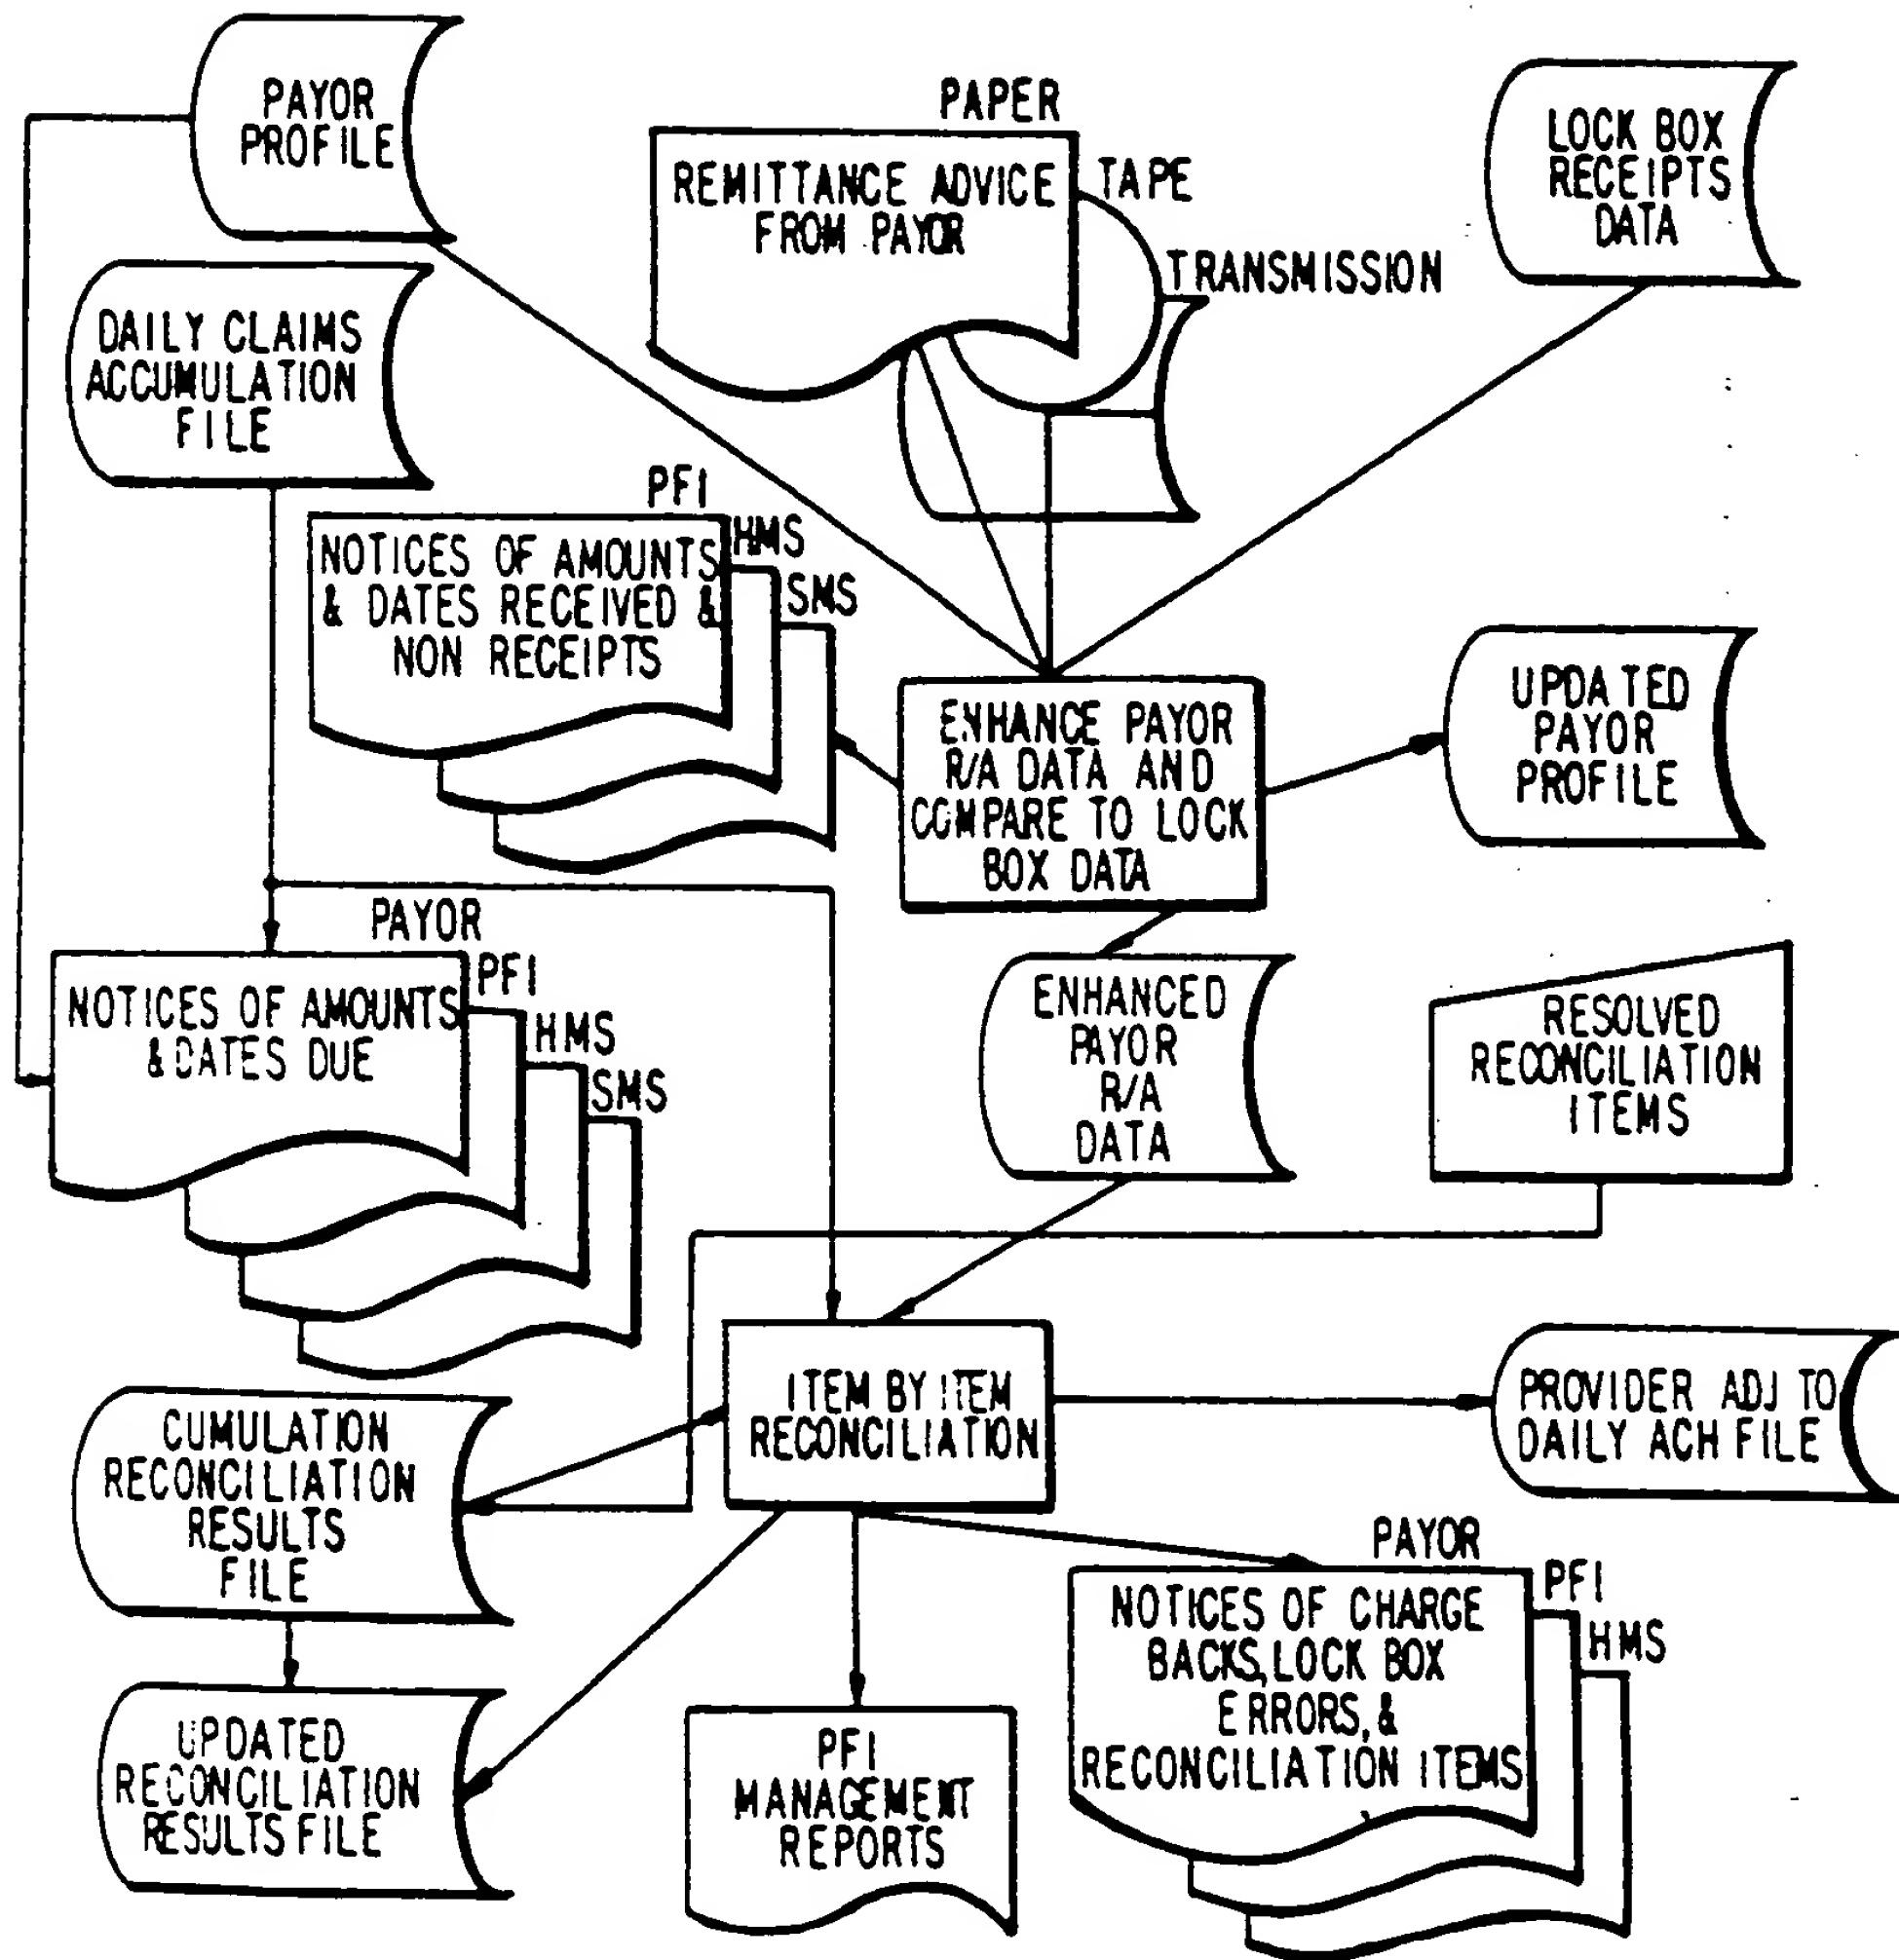 PAYOR
PROFILE
PAPER
REMITTANCE ADVICE
FROM PAYOR
TAPE
TRANSMISSION
LOCK BOX
RECEIPTS
DATA
DAILY CLAIMS
ACCUMULATION
FILE
PFI
HMS
SMS
NOTICES OF AMOUNTS
& DATES RECEIVED &
NON RECEIPTS
ENHANCE PAYOR
R/A DATA AND
COMPARE TO LOCK
BOX DATA
UPDATED
PAYOR
PROFILE
PAYOR
PFI
HMS
SMS
NOTICES OF AMOUNTS
& DATES DUE
ENHANCED
PAYOR
R/A
DATA
RESOLVED
RECONCILIATION
ITEMS
ITEM BY ITEM
RECONCILIATION
PROVIDER ADJ TO
DAILY ACH FILE
CUMULATION
RECONCILIATION
RESULTS
FILE
UPDATED
RECONCILIATION
RESULTS FILE
PFI
MANAGEMENT
REPORTS
PAYOR
PFI
HMS
NOTICES OF CHARGE
BACKS, LOCK BOX
ERRORS, &
RECONCILIATION ITEMS